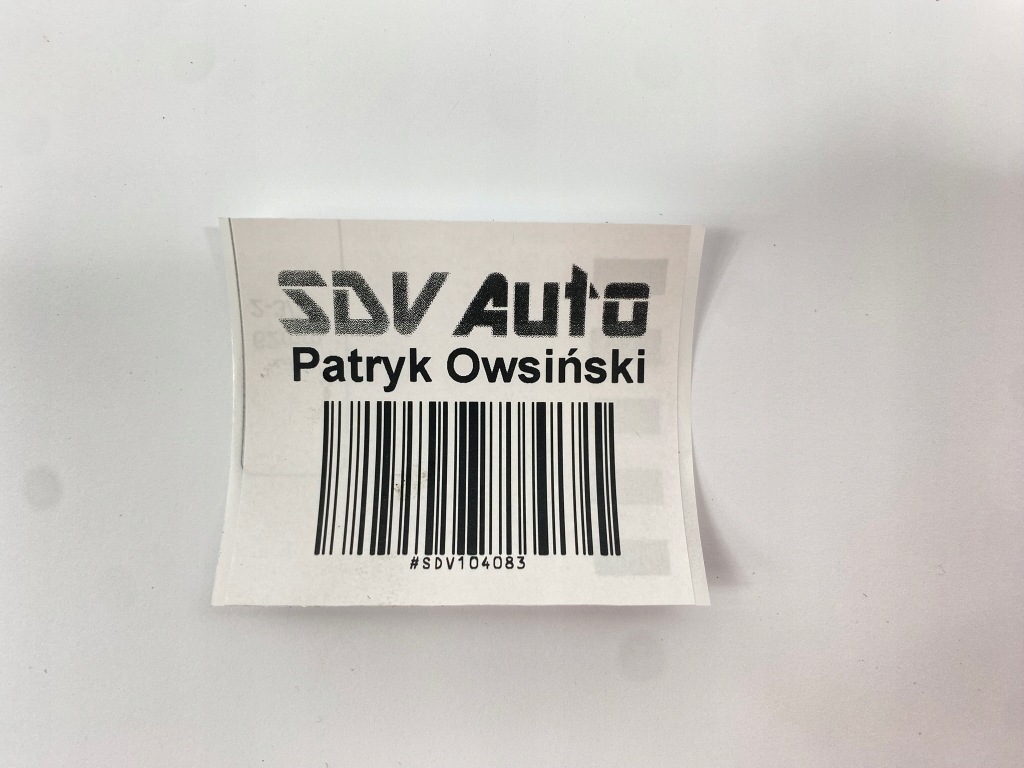 SDV Auto
Patryk Owsiński
#SDV104083